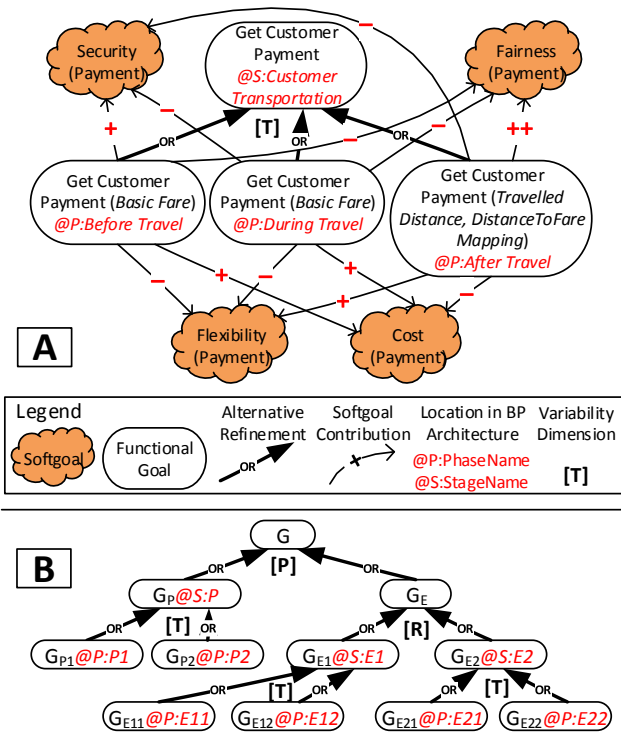 Security
(Payment)
Get Customer
Payment
@S:Customer
Transportation
Fairness
(Payment)
[T]
OR
OR
OR
+
−
−
−
−
++
Get Customer
Payment (Basic Fare)
@P:Before Travel
Get Customer
Payment (Basic Fare)
@P:During Travel
Get Customer
Payment (Travelled
Distance, DistanceToFare
Mapping)
@P:After Travel
−
+
−
+
+
−
Flexibility
(Payment)
Cost
(Payment)
A
Legend
Softgoal
Functional
Goal
Alternative
Refinement
OR
Softgoal
Contribution
+
Location in BP
Architecture
@P:PhaseName
@S:StageName
Variability
Dimension
[T]
B
G
OR
OR
[P]
GP@S:P
GE
OR
OR
[T]
OR
OR
[R]
GP1@P:P1
GP2@P:P2
GE1@S:E1
GE2@S:E2
OR
OR
[T]
OR
OR
[T]
GE11@P:E11
GE12@P:E12
GE21@P:E21
GE22@P:E22